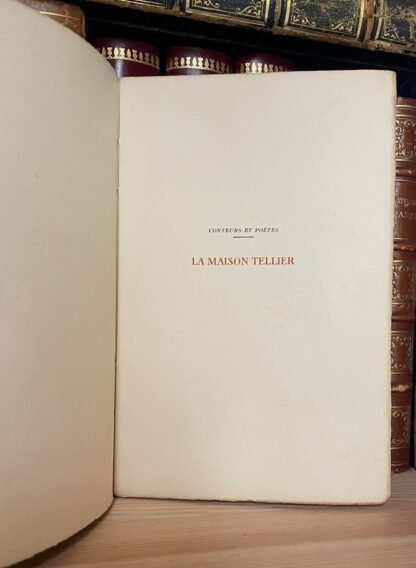 CONTEURS ET POÈTES
LA MAISON TELLIER